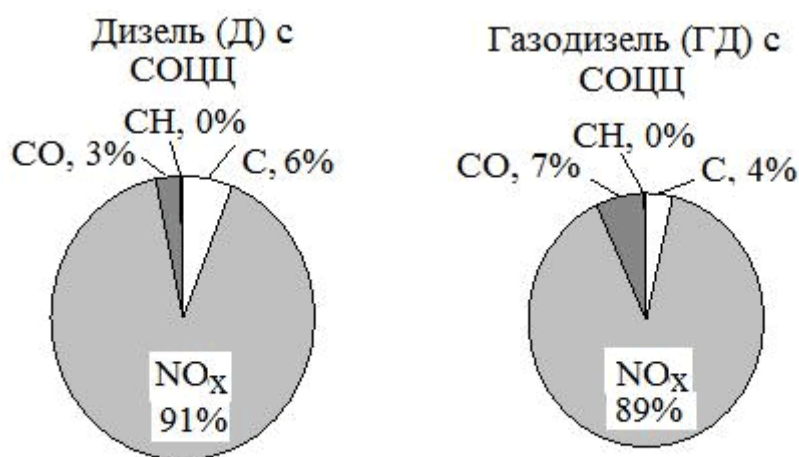 Дизель (Д) с
СОЦЦ
CH, 0%
CO, 3%
C, 6%
NOX
91%
Газодизель (ГД) с
СОЦЦ
CH, 0%
CO, 7%
C, 4%
NOX
89%